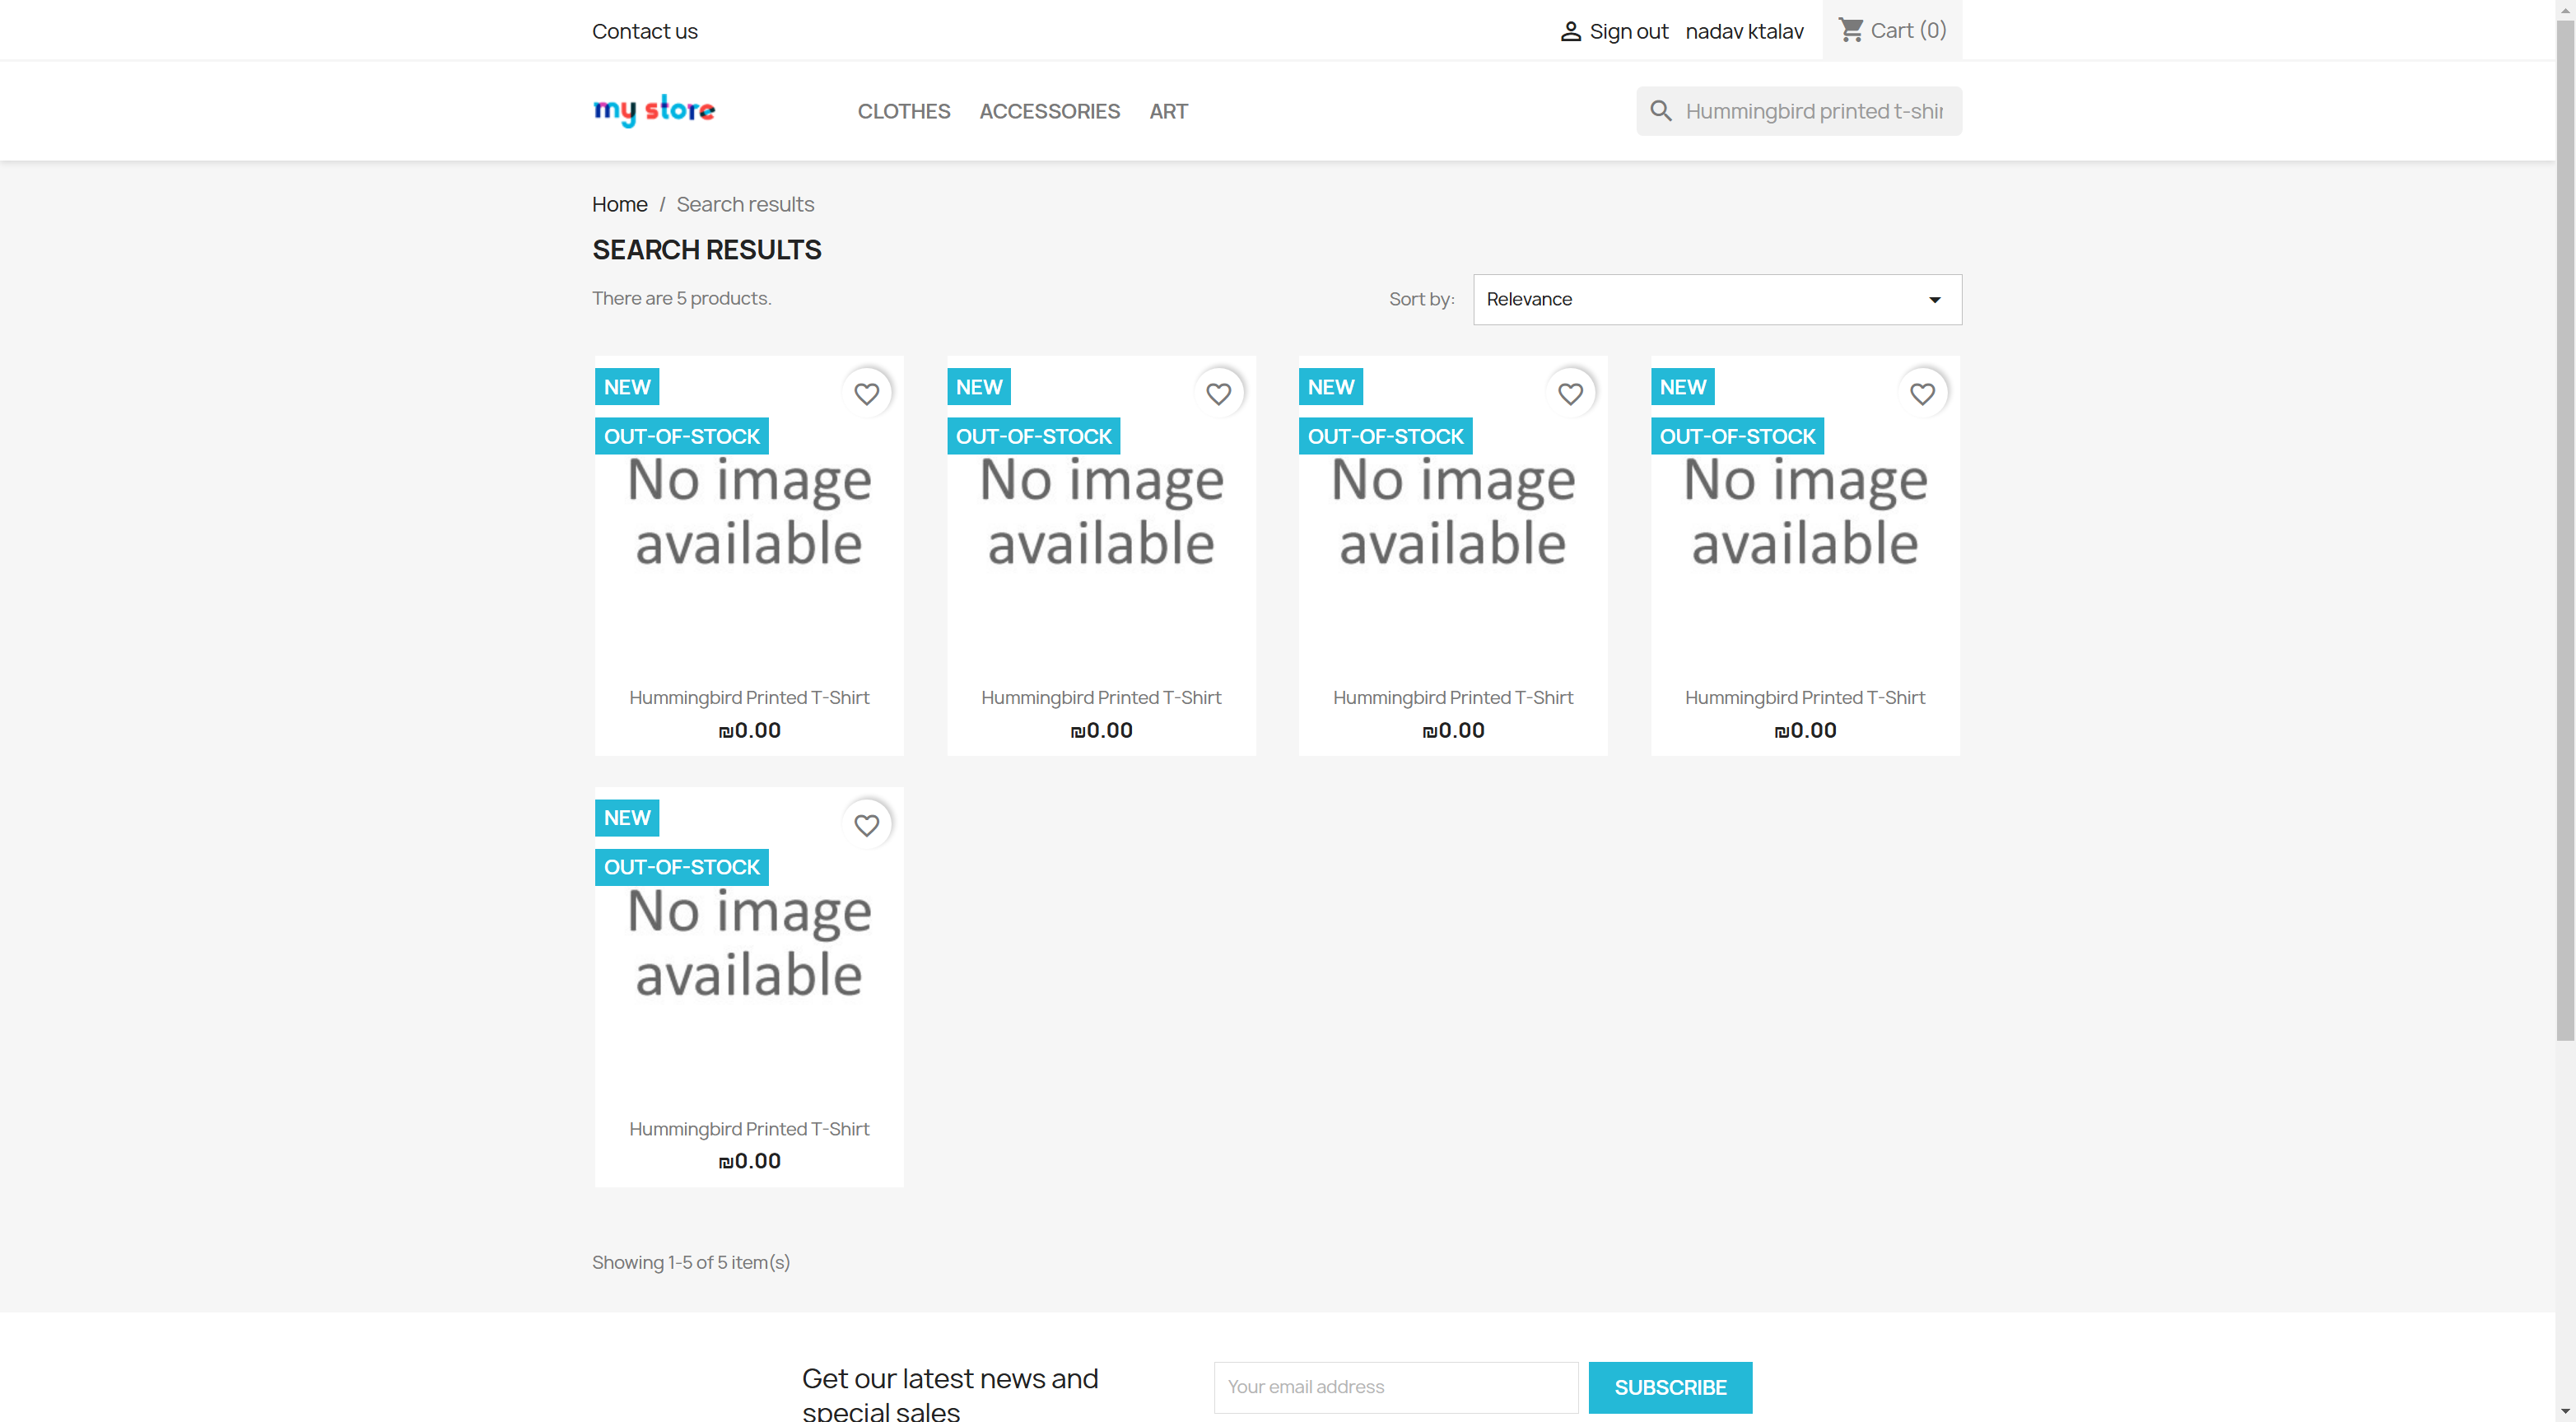 Contact us
Sign out nadav ktalav Cart (0)
my store
CLOTHES ACCESSORIES ART
Hummingbird printed t-shir
Home / Search results
SEARCH RESULTS
There are 5 products.
Sort by: Relevance
NEW
OUT-OF-STOCK
No image
available
Hummingbird Printed T-Shirt
₪0.00
NEW
OUT-OF-STOCK
No image
available
Hummingbird Printed T-Shirt
₪0.00
NEW
OUT-OF-STOCK
No image
available
Hummingbird Printed T-Shirt
₪0.00
NEW
OUT-OF-STOCK
No image
available
Hummingbird Printed T-Shirt
₪0.00
NEW
OUT-OF-STOCK
No image
available
Hummingbird Printed T-Shirt
₪0.00
Showing 1-5 of 5 item(s)
Get our latest news and
special sales
Your email address
SUBSCRIBE